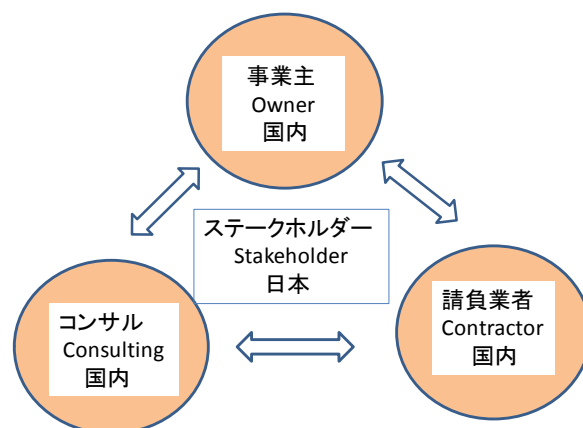 事業主
Owner
国内
ステークホルダー
Stakeholder
日本
コンサル
Consulting
国内
請負業者
Contractor
国内